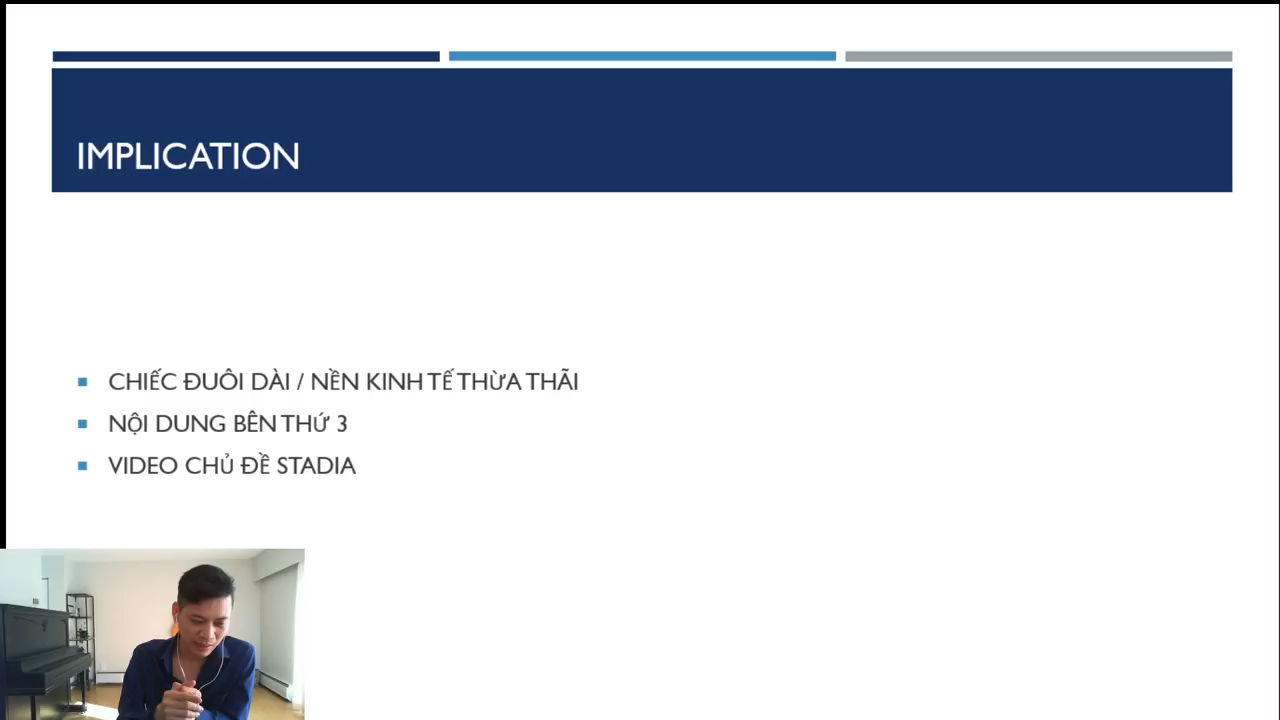 IMPLICATION
CHIẾC ĐUÔI DÀI / NỀN KINH TẾ THỪA THÃI
NỘI DUNG BÊN THỨ 3
VIDEO CHỦ ĐỀ STADIA